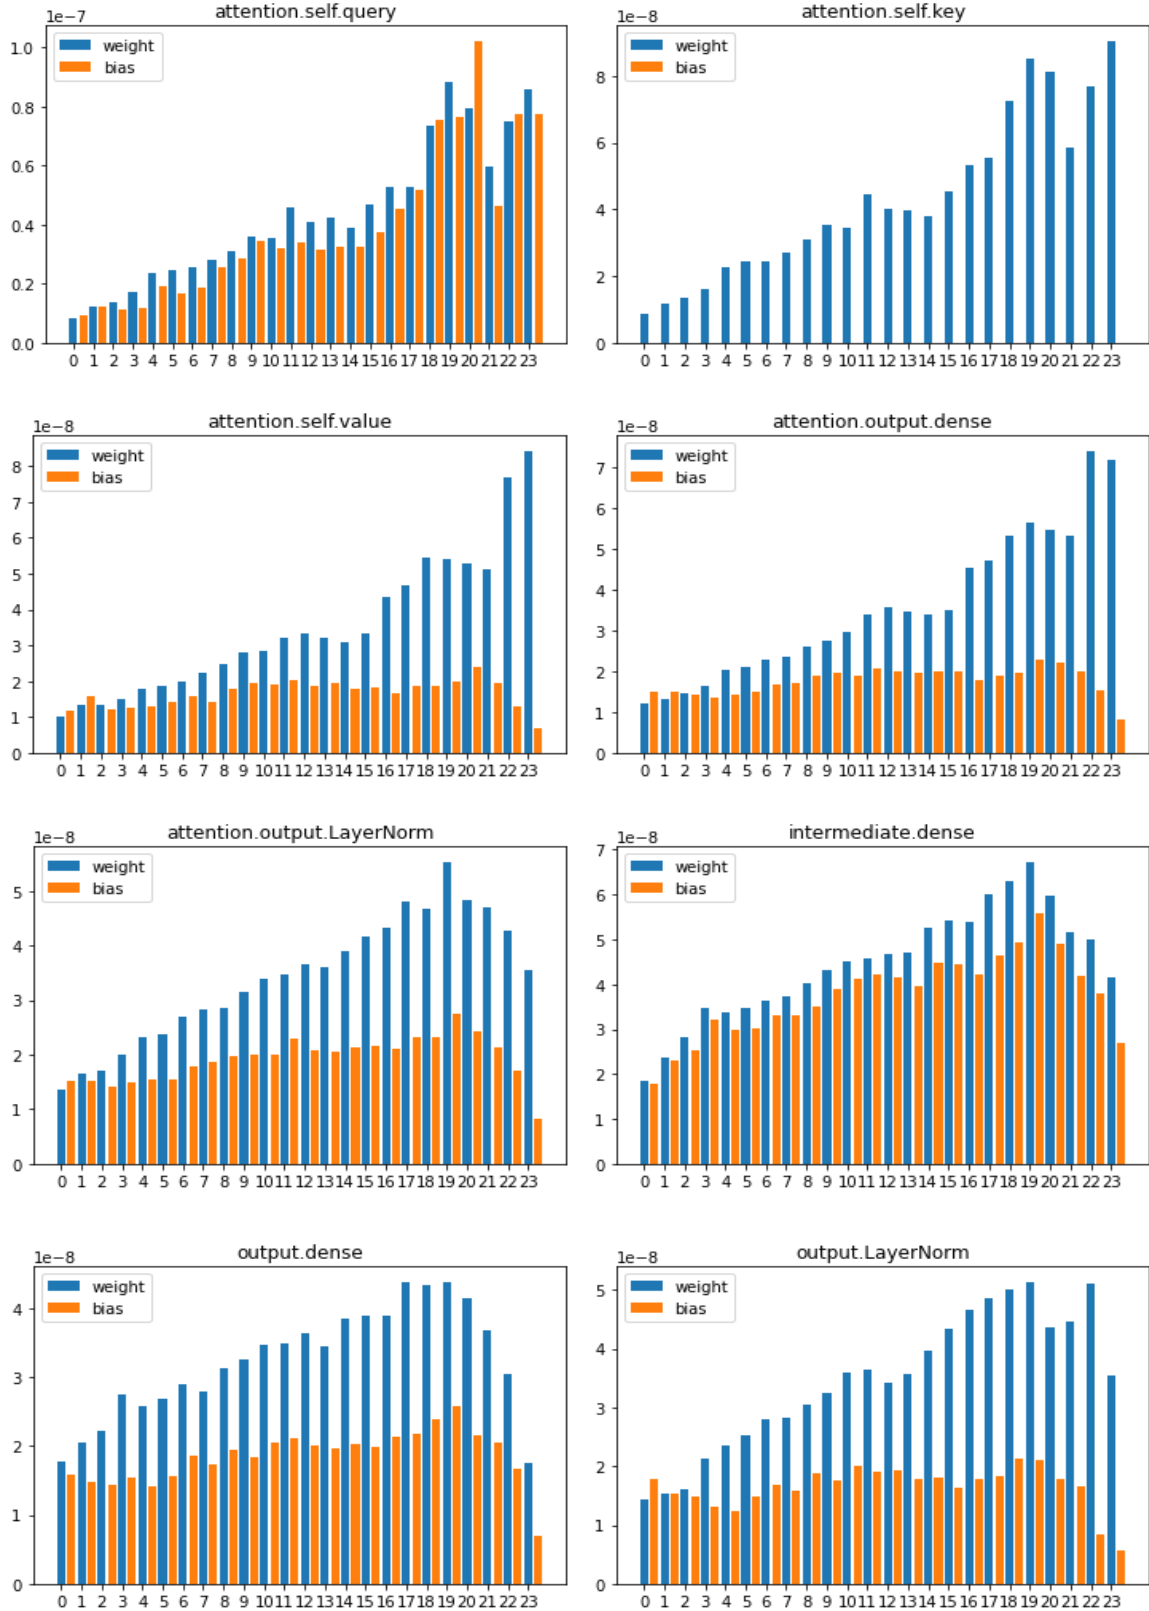 attention.self.query
1e−7
weight
bias
1.0
0.8
0.6
0.4
0.2
0.0
0 1 2 3 4 5 6 7 8 9 10 11 12 13 14 15 16 17 18 19 20 21 22 23
attention.self.key
1e−8
weight
bias
8
6
4
2
0
0 1 2 3 4 5 6 7 8 9 10 11 12 13 14 15 16 17 18 19 20 21 22 23
attention.self.value
1e−8
weight
bias
8
7
6
5
4
3
2
1
0
0 1 2 3 4 5 6 7 8 9 10 11 12 13 14 15 16 17 18 19 20 21 22 23
attention.output.dense
1e−8
weight
bias
7
6
5
4
3
2
1
0
0 1 2 3 4 5 6 7 8 9 10 11 12 13 14 15 16 17 18 19 20 21 22 23
attention.output.LayerNorm
1e−8
weight
bias
5
4
3
2
1
0
0 1 2 3 4 5 6 7 8 9 10 11 12 13 14 15 16 17 18 19 20 21 22 23
intermediate.dense
1e−8
weight
bias
7
6
5
4
3
2
1
0
0 1 2 3 4 5 6 7 8 9 10 11 12 13 14 15 16 17 18 19 20 21 22 23
output.dense
1e−8
weight
bias
4
3
2
1
0
0 1 2 3 4 5 6 7 8 9 10 11 12 13 14 15 16 17 18 19 20 21 22 23
output.LayerNorm
1e−8
weight
bias
5
4
3
2
1
0
0 1 2 3 4 5 6 7 8 9 10 11 12 13 14 15 16 17 18 19 20 21 22 23